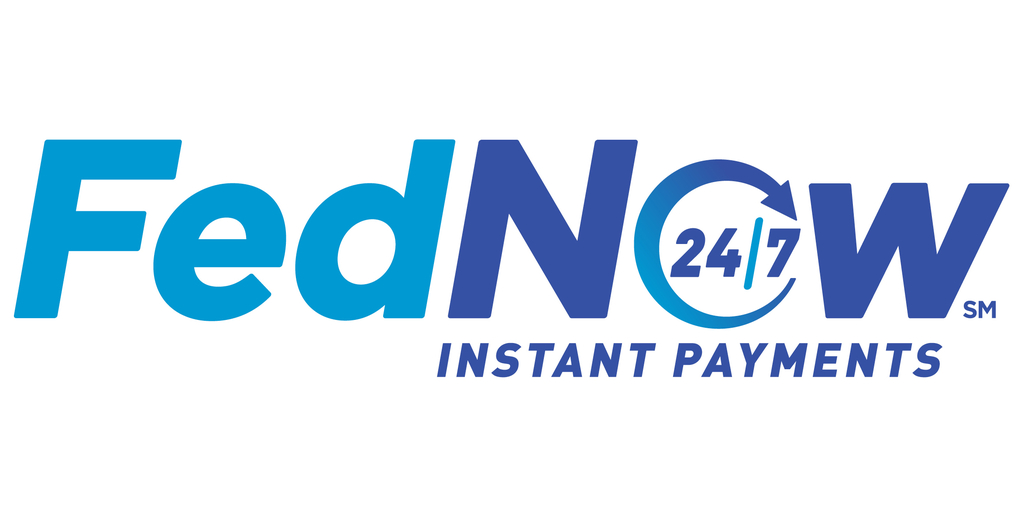 FedNow SM
24/7
INSTANT PAYMENTS